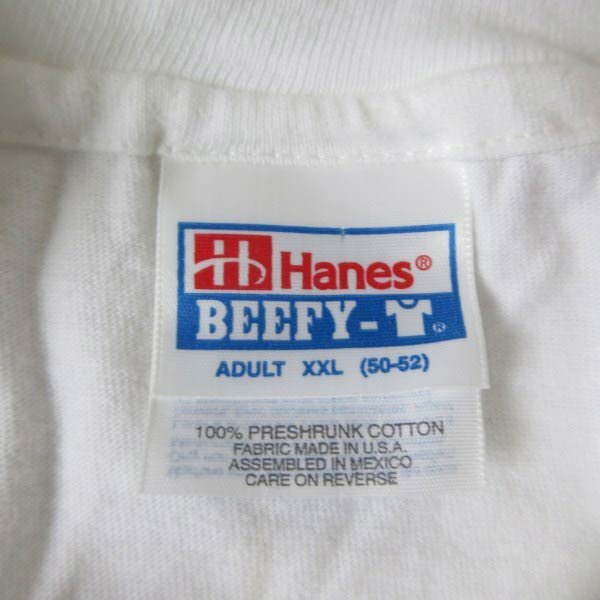 H Hanes®
BEEFY-T®
ADULT XXL (50-52)
100% PRESHRUNK COTTON
FABRIC MADE IN U.S.A.
ASSEMBLED IN MEXICO
CARE ON REVERSE